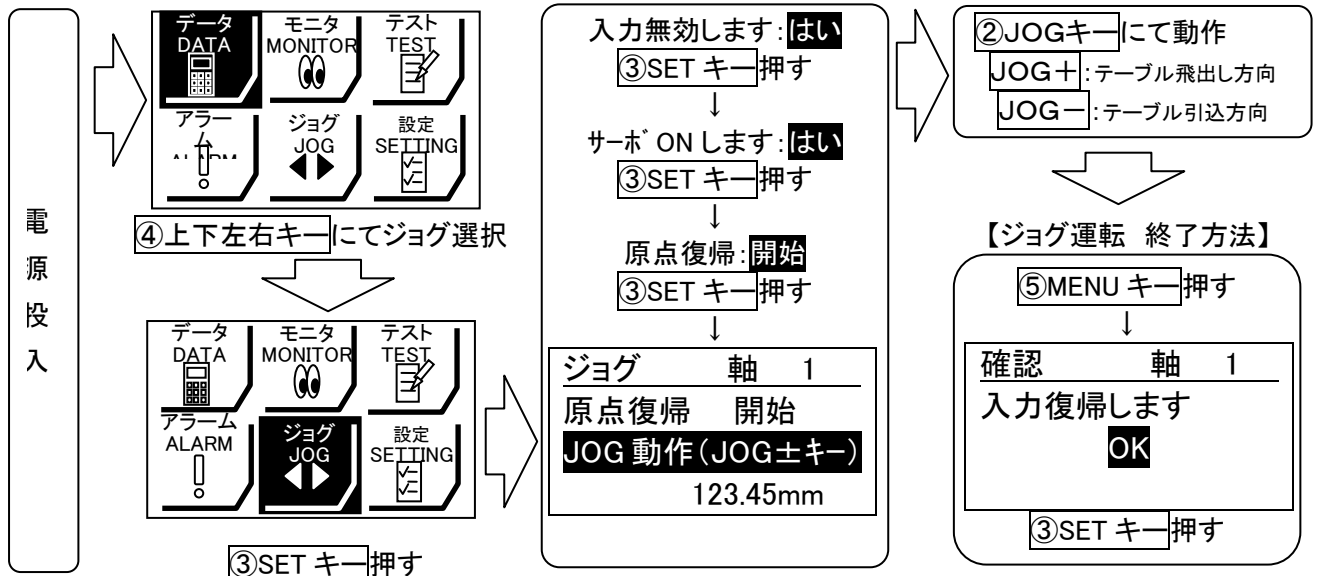 電
源
投
入
データ モニタ テスト
DATA MONITOR TEST
アラー
ム
ジョグ 設定
JOG SETTING
④上下左右キーにてジョグ選択
データ モニタ テスト
DATA MONITOR TEST
アラーム ジョグ 設定
ALARM JOG SETTING
③SET キー押す
入力無効します:はい
③SET キー押す
↓
サーボ ON します:はい
③SET キー押す
↓
原点復帰:開始
③SET キー押す
↓
ジョグ 軸 1
原点復帰 開始
JOG 動作(JOG±キー)
123.45mm
②JOGキーにて動作
JOG+:テーブル飛出し方向
JOG-:テーブル引込方向
【ジョグ運転 終了方法】
⑤MENU キー押す
↓
確認 軸 1
入力復帰します
OK
③SET キー押す